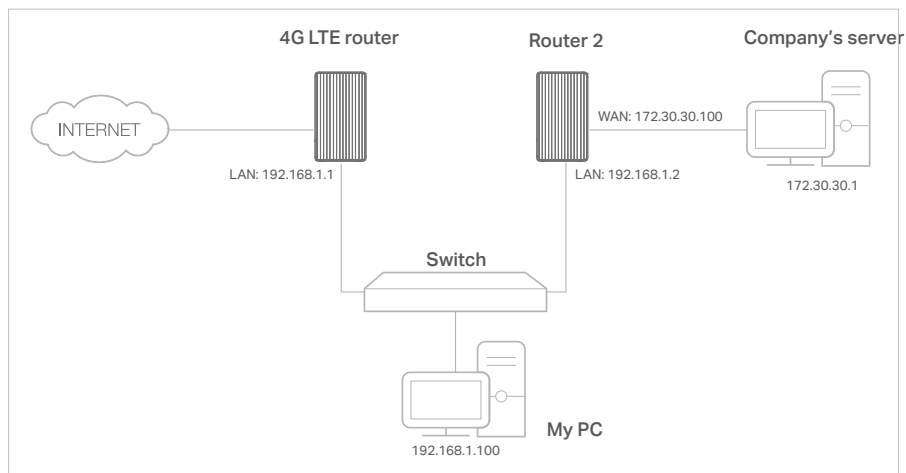 4G LTE router
Router 2
Company's server
INTERNET
WAN: 172.30.30.100
LAN: 192.168.1.1
LAN: 192.168.1.2
172.30.30.1
Switch
My PC
192.168.1.100